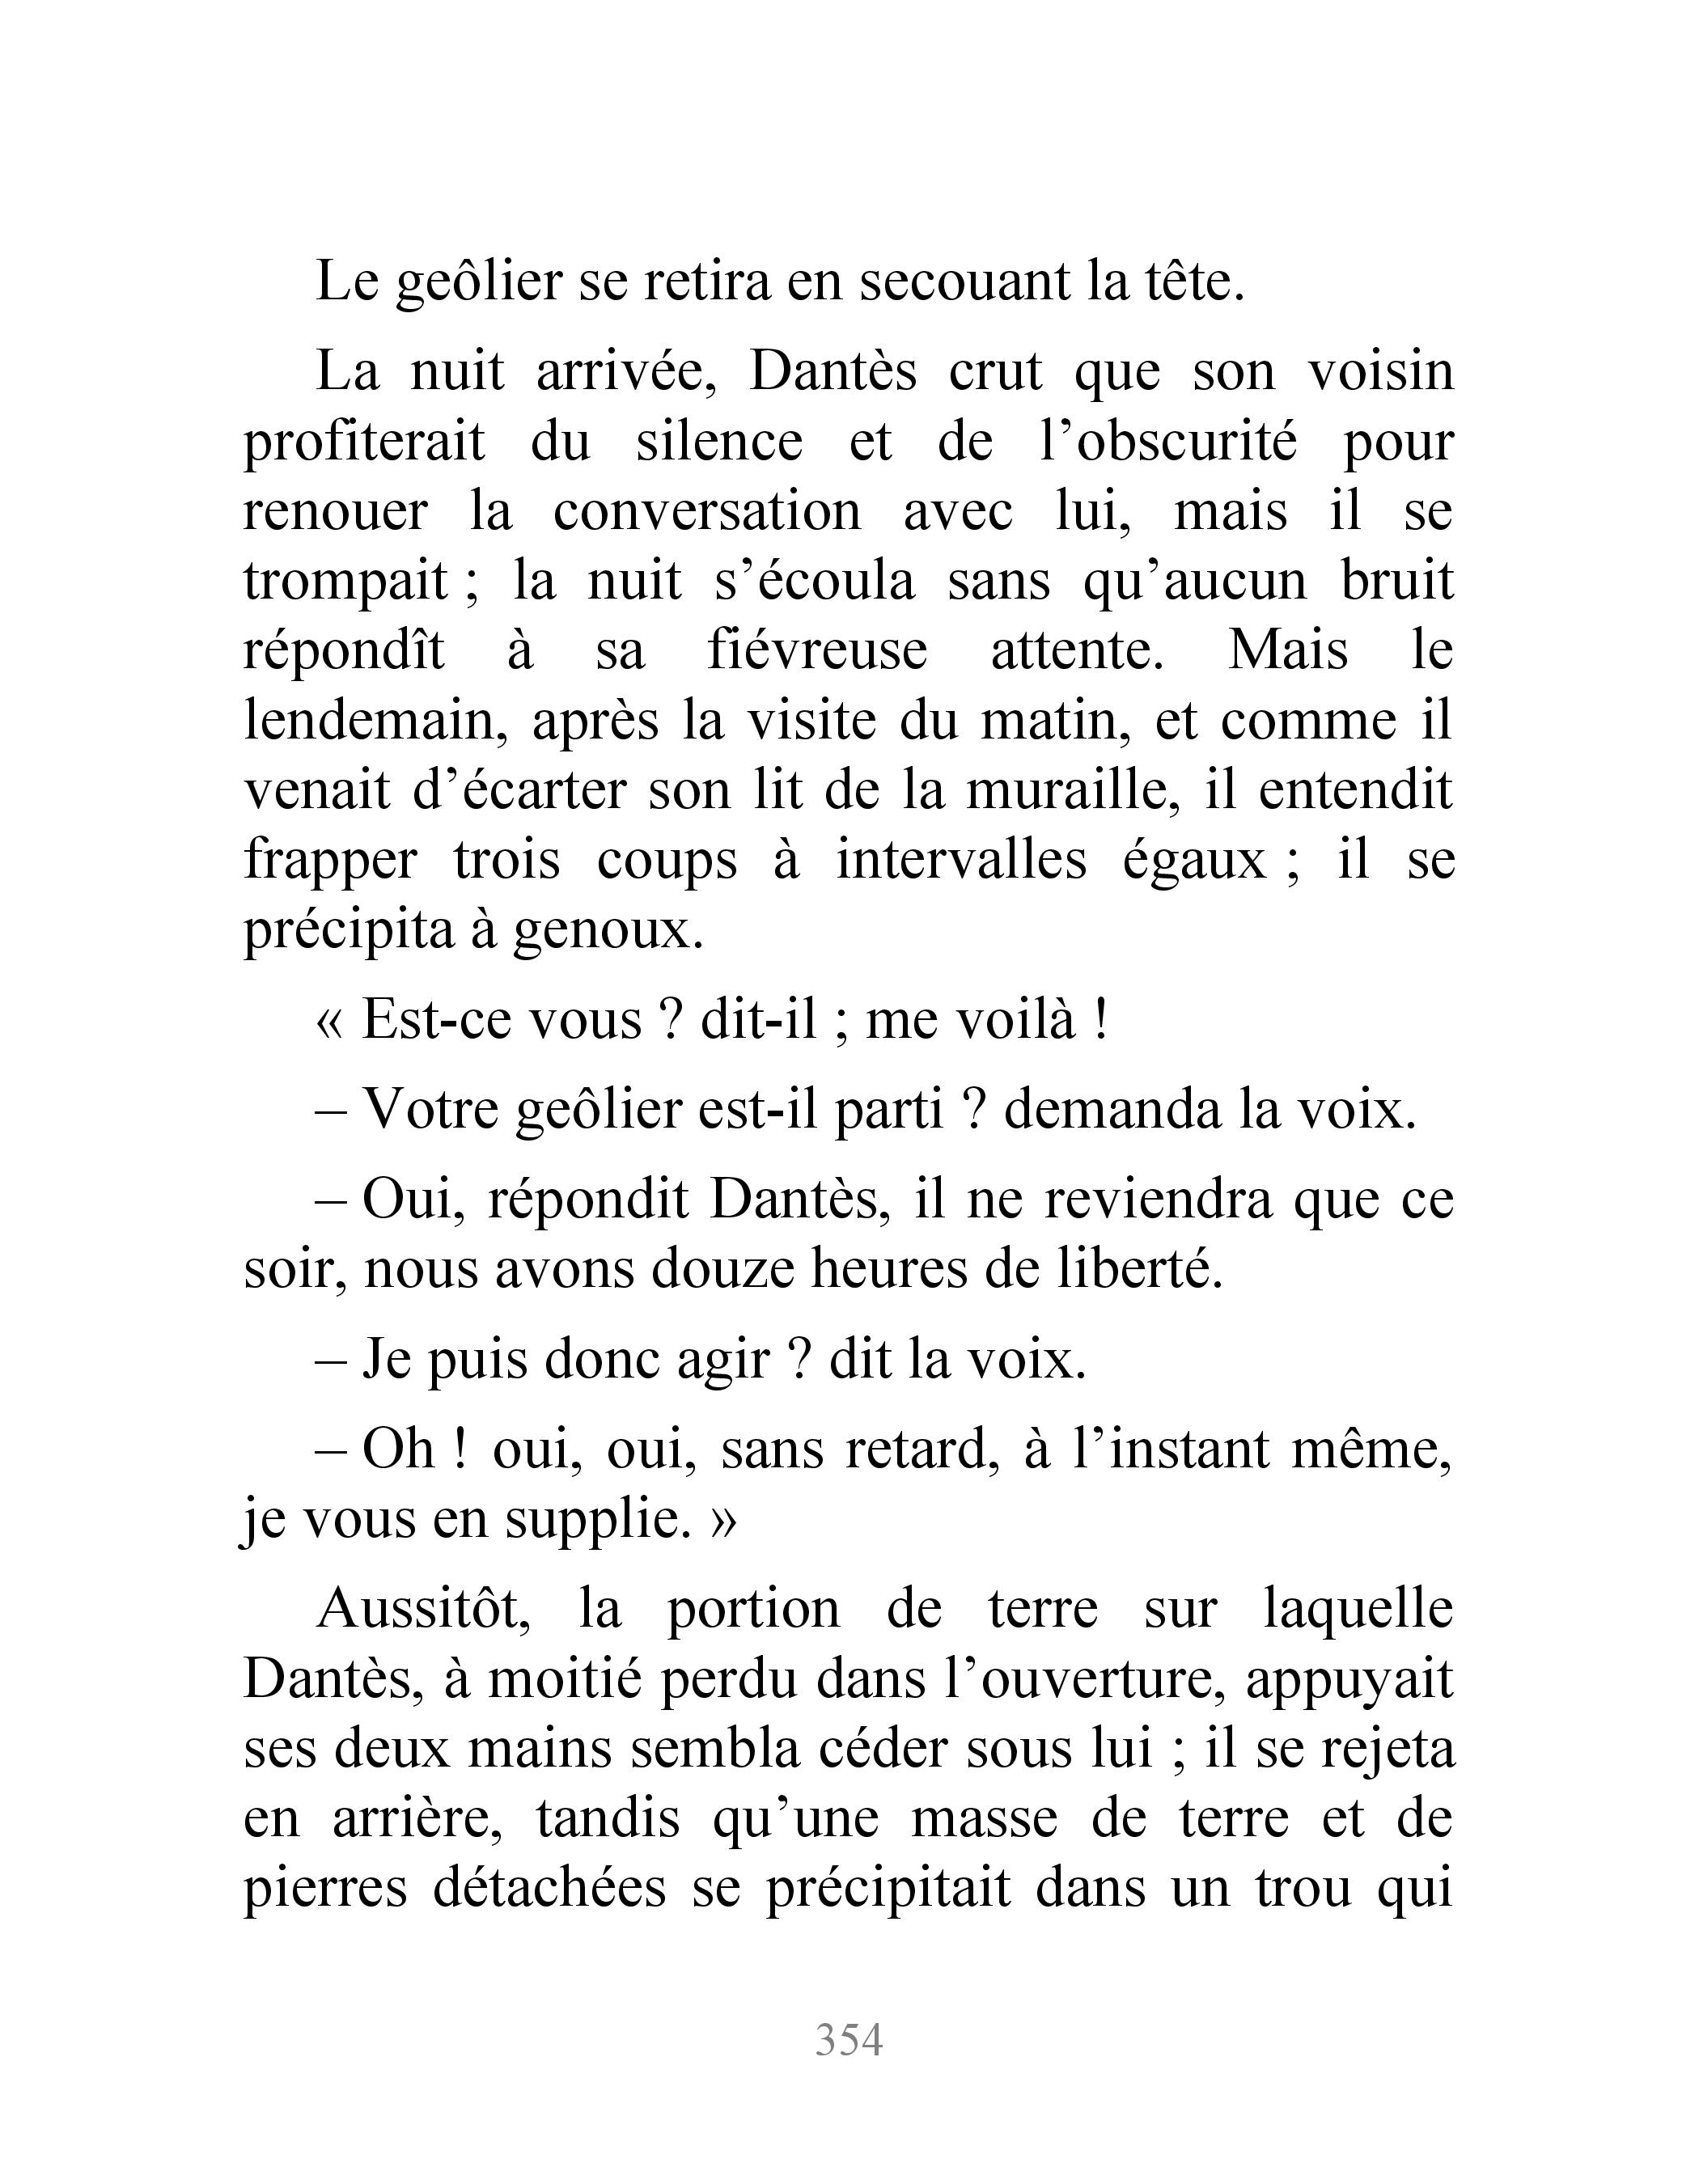 Le geôlier se retira en secouant la tête.
La nuit arrivée, Dantès crut que son voisin
profiterait du silence et de l’obscurité pour
renouer la conversation avec lui, mais il se
trompait ; la nuit s’écoula sans qu’aucun bruit
répondît à sa fiévreuse attente. Mais le
lendemain, après la visite du matin, et comme il
venait d’écarter son lit de la muraille, il entendit
frapper trois coups à intervalles égaux ; il se
précipita à genoux.
« Est-ce vous ? dit-il ; me voilà !
– Votre geôlier est-il parti ? demanda la voix.
– Oui, répondit Dantès, il ne reviendra que ce
soir, nous avons douze heures de liberté.
– Je puis donc agir ? dit la voix.
– Oh ! oui, oui, sans retard, à l’instant même,
je vous en supplie. »
Aussitôt, la portion de terre sur laquelle
Dantès, à moitié perdu dans l’ouverture, appuyait
ses deux mains sembla céder sous lui ; il se rejeta
en arrière, tandis qu’une masse de terre et de
pierres détachées se précipitait dans un trou qui
354